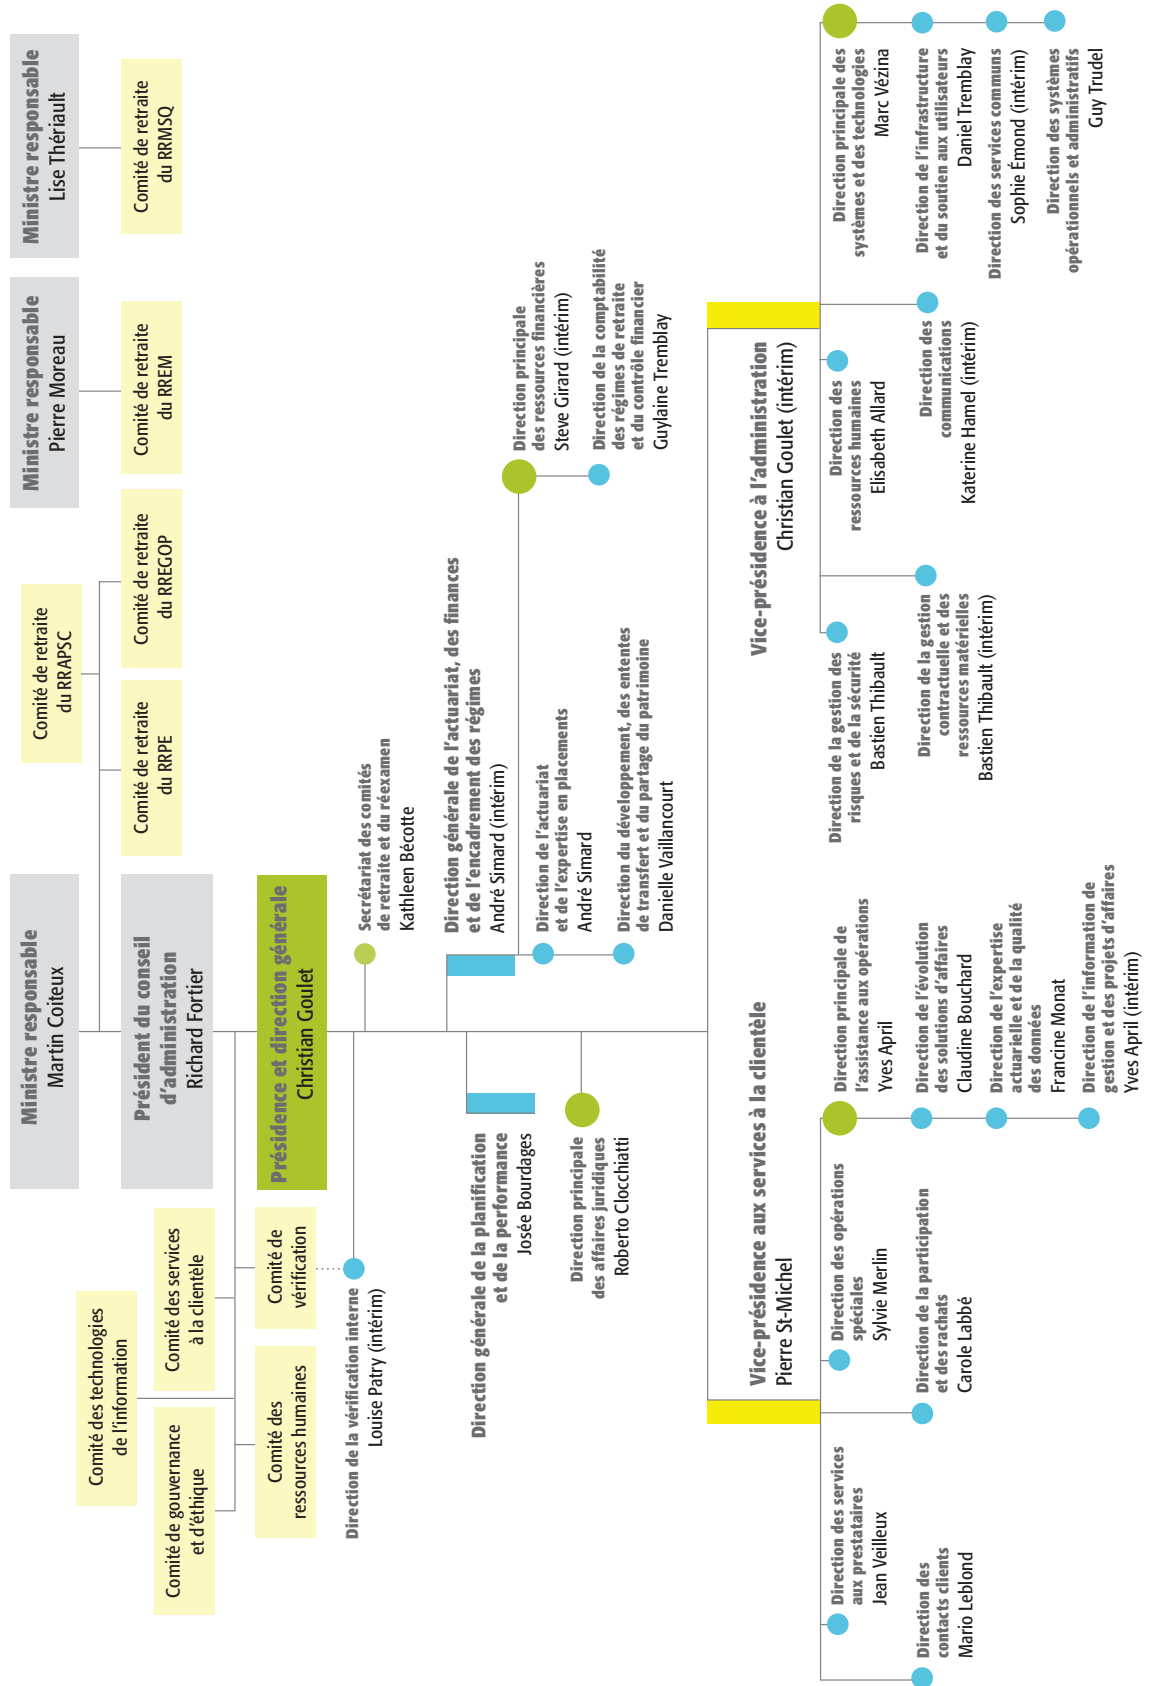 Ministre responsable
Martin Coiteux
Ministre responsable
Pierre Moreau
Ministre responsable
Lise Thériault
Comité de retraite
du RRAPSC
Comité des technologies
de l'information
Président du conseil
d'administration
Richard Fortier
Comité de retraite
du RRPE
Comité de retraite
du RREGOP
Comité de retraite
du RREM
Comité de retraite
du RRMSQ
Comité de gouvernance
et d'éthique
Comité des services
à la clientèle
Comité des
ressources humaines
Comité de
vérification
Présidence et direction générale
Christian Goulet
Direction de la vérification interne
Louise Patry (intérim)
Secrétariat des comités
de retraite et du réexamen
Kathleen Bécotte
Direction générale de la planification
et de la performance
Josée Bourdages
Direction générale de l'actuariat, des finances
et de l'encadrement des régimes
André Simard (intérim)
Direction principale
des ressources financières
Steve Girard (intérim)
Direction de l'actuariat
et de l'expertise en placements
André Simard
Direction principale
des affaires juridiques
Roberto Clocchiatti
Direction de la comptabilité
des régimes de retraite
et du contrôle financier
Guylaine Tremblay
Direction du développement, des ententes
de transfert et du partage du patrimoine
Danielle Vaillancourt
Vice-présidence aux services à la clientèle
Pierre St-Michel
Vice-présidence à l'administration
Christian Goulet (intérim)
Direction des services
aux prestataires
Jean Veilleux
Direction des opérations
spéciales
Sylvie Merlin
Direction principale de
l'assistance aux opérations
Yves April
Direction de la gestion des
risques et de la sécurité
Bastien Thibault
Direction des
ressources humaines
Elisabeth Allard
Direction principale des
systèmes et des technologies
Marc Vézina
Direction des
contacts clients
Mario Leblond
Direction de la participation
et des rachats
Carole Labbé
Direction de l'évolution
des solutions d'affaires
Claudine Bouchard
Direction de la gestion
contractuelle et des
ressources matérielles
Bastien Thibault (intérim)
Direction des
communications
Katerine Hamel (intérim)
Direction de l'infrastructure
et du soutien aux utilisateurs
Daniel Tremblay
Direction de l'expertise
actuarielle et de la qualité
des données
Francine Monat
Direction des services communs
Sophie Émond (intérim)
Direction de l'information de
gestion et des projets d'affaires
Yves April (intérim)
Direction des systèmes
opérationnels et administratifs
Guy Trudel